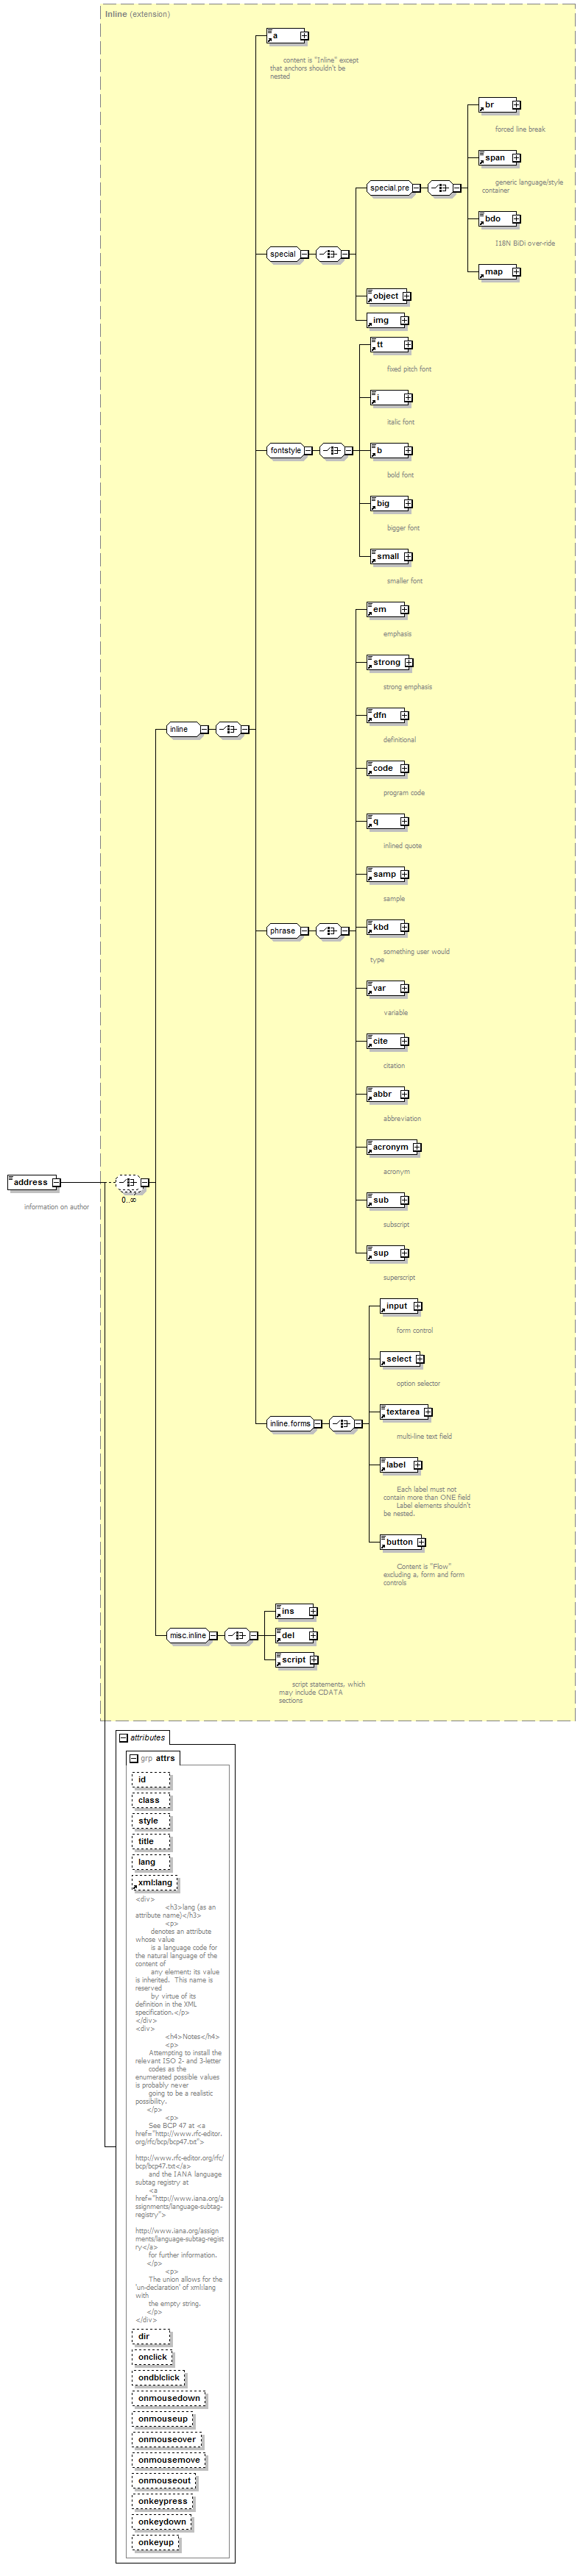 Inline (extension)
a
content is "Inline" except
that anchors shouldn't be
nested
br
forced line break
span
generic language/style
container
special.pre
bdo
I18N BiDi over-ride
special
map
object
img
tt
fixed pitch font
i
italic font
fontstyle
b
bold font
big
bigger font
small
smaller font
em
emphasis
strong
strong emphasis
inline
dfn
definitional
code
program code
q
inlined quote
samp
sample
phrase
kbd
something user would
type
var
variable
cite
citation
abbr
abbreviation
acronym
acronym
address
0..∞
information on author
sub
subscript
sup
superscript
input
form control
select
option selector
textarea
multi-line text field
inline.forms
label
Each label must not
contain more than ONE field
Label elements shouldn't
be nested.
button
Content is "Flow"
excluding a, form and form
controls
misc.inline
ins
del
script
script statements, which
may include CDATA
sections
attributes
grp attrs
id
class
style
title
lang
xml:lang
<div>
<h3>lang (as an
attribute name)</h3>
<p>
denotes an attribute
whose value
is a language code for
the natural language of the
content of
any element; its value
is inherited.  This name is
reserved
by virtue of its
definition in the XML
specification.</p>
</div>
<div>
<h4>Notes</h4>
<p>
Attempting to install the
relevant ISO 2- and 3-letter
codes as the
enumerated possible values
is probably never
going to be a realistic
possibility.
</p>
<p>
See BCP 47 at <a
href="http://www.rfc-editor.
org/rfc/bcp/bcp47.txt">
http://www.rfc-editor.org/rfc/
bcp/bcp47.txt</a>
and the IANA language
subtag registry at
<a
href="http://www.iana.org/a
ssignments/language-subtag-
registry">
http://www.iana.org/assign
ments/language-subtag-regist
ry</a>
for further information.
</p>
<p>
The union allows for the
'un-declaration' of xml:lang
with
the empty string.
</p>
</div>
dir
onclick
ondblclick
onmousedown
onmouseup
onmouseover
onmousemove
onmouseout
onkeypress
onkeydown
onkeyup